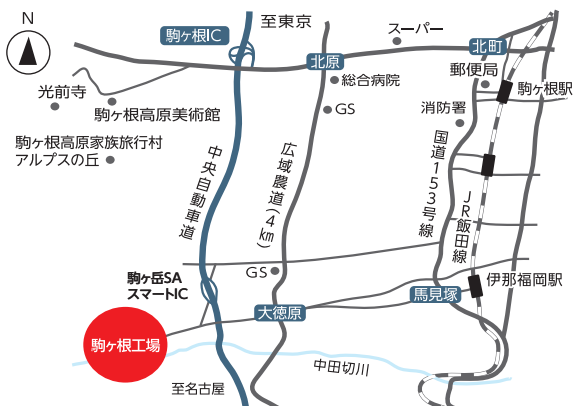 N
至東京
駒ヶ根IC
スーパー
北町
北原
郵便局
総合病院
駒ヶ根駅
光前寺
駒ヶ根高原美術館
GS
消防署
駒ヶ根高原家族旅行村
アルプスの丘
中央自動車道
広域農道(4km)
国道153号線
JR飯田線
駒ヶ岳SA
スマートIC
GS
伊那福岡駅
馬見塚
大徳原
駒ヶ根工場
中田切川
至名古屋